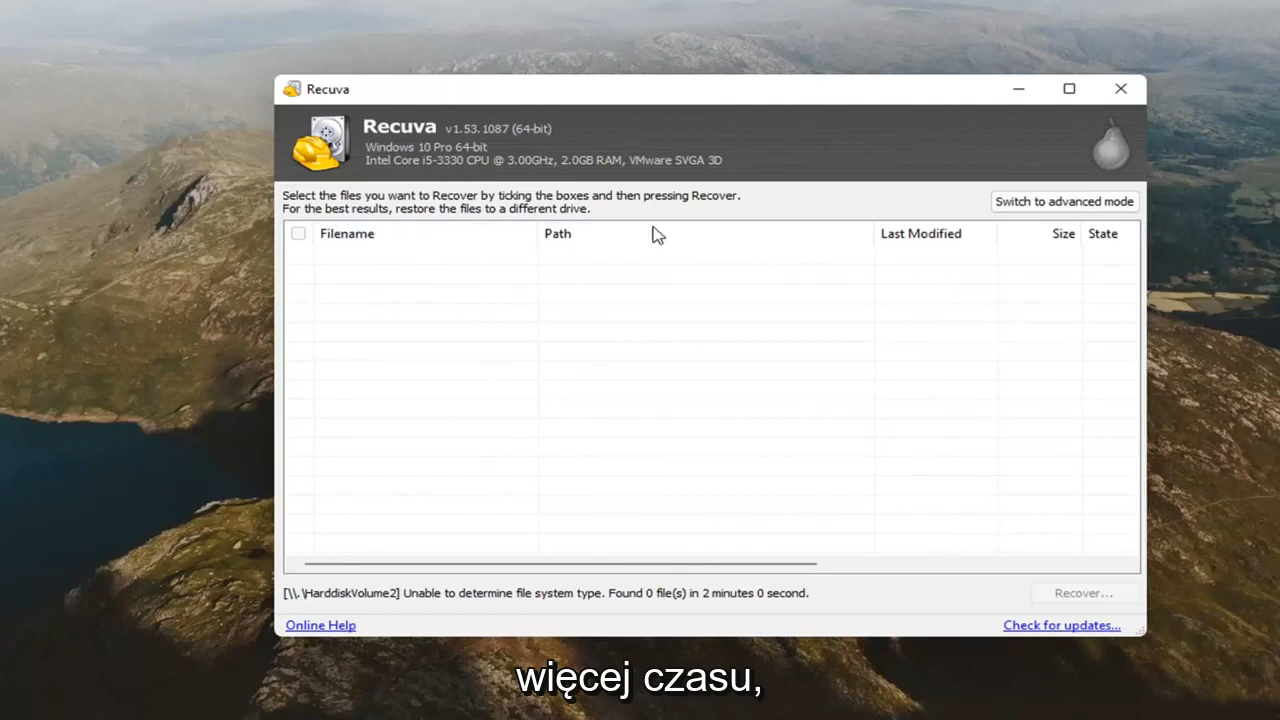 Recuva
Recuva v1.53.1087 (64-bit)
Windows 10 Pro 64-bit
Intel Core i5-3330 CPU @ 3.00GHz, 2.0GB RAM, VMware SVGA 3D
Select the files you want to Recover by ticking the boxes and then pressing Recover.
For the best results, restore the files to a different drive.
Switch to advanced mode
Filename Path Last Modified Size State
[\\.\HarddiskVolume2] Unable to determine file system type. Found 0 file(s) in 2 minutes 0 second.
Recover...
Online Help
Check for updates...
więcej czasu,